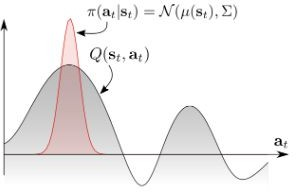 π(a_t|s_t) = 𝒩(μ(s_t), Σ)
Q(s_t, a_t)
a_t